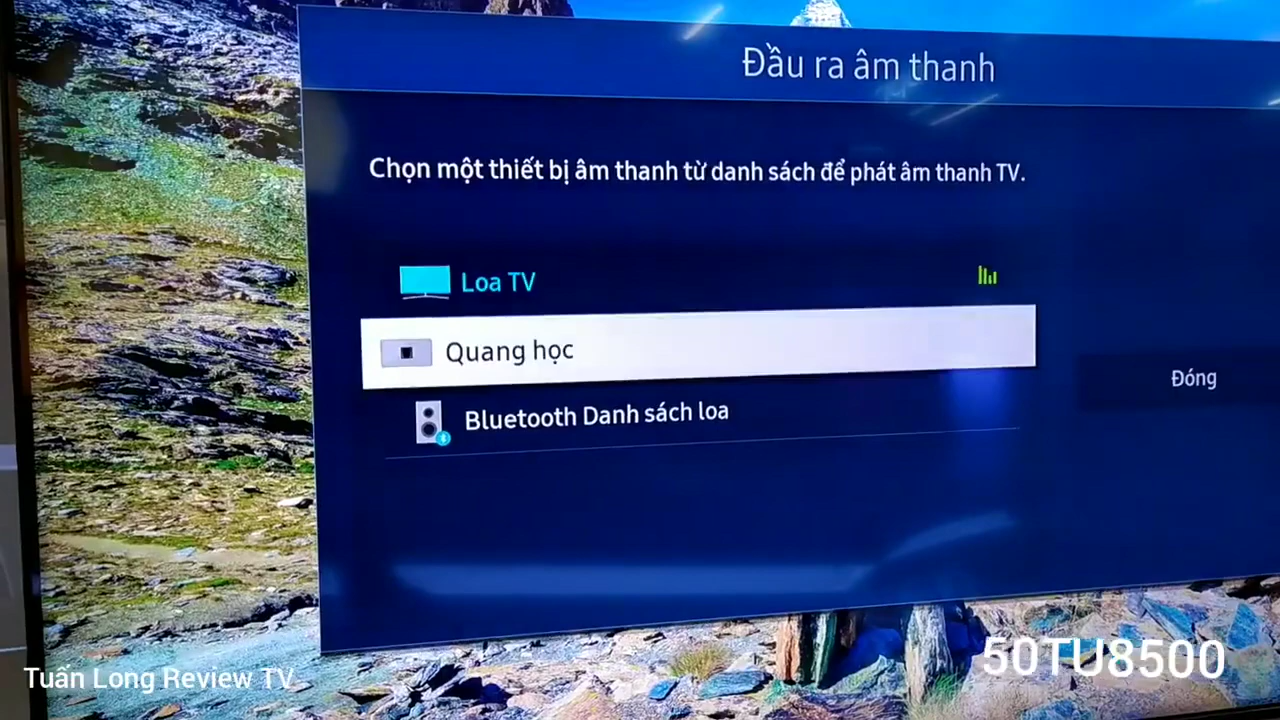 Đầu ra âm thanh
Chọn một thiết bị âm thanh từ danh sách để phát âm thanh TV.
Loa TV
Quang học
Bluetooth Danh sách loa
Đóng
50TU8500
Tuấn Long Review TV